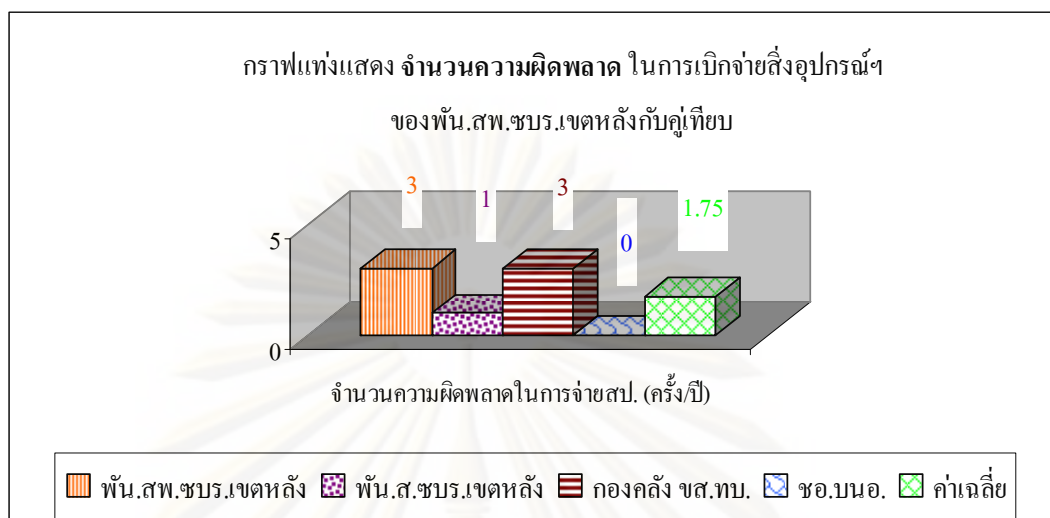 กราฟแท่งแสดง จำนวนความผิดพลาด ในการเบิกจ่ายสิ่งอุปกรณ์ฯ
ของพัน.สพ.ซบร.เขตหลังกับคู่เทียบ
3
1
3
0
1.75
5
0
จำนวนความผิดพลาดในการจ่ายสป. (ครั้ง/ปี)
พัน.สพ.ซบร.เขตหลัง พัน.ส.ซบร.เขตหลัง กองคลัง ขส.ทบ. ชอ.บนอ. ค่าเฉลี่ย